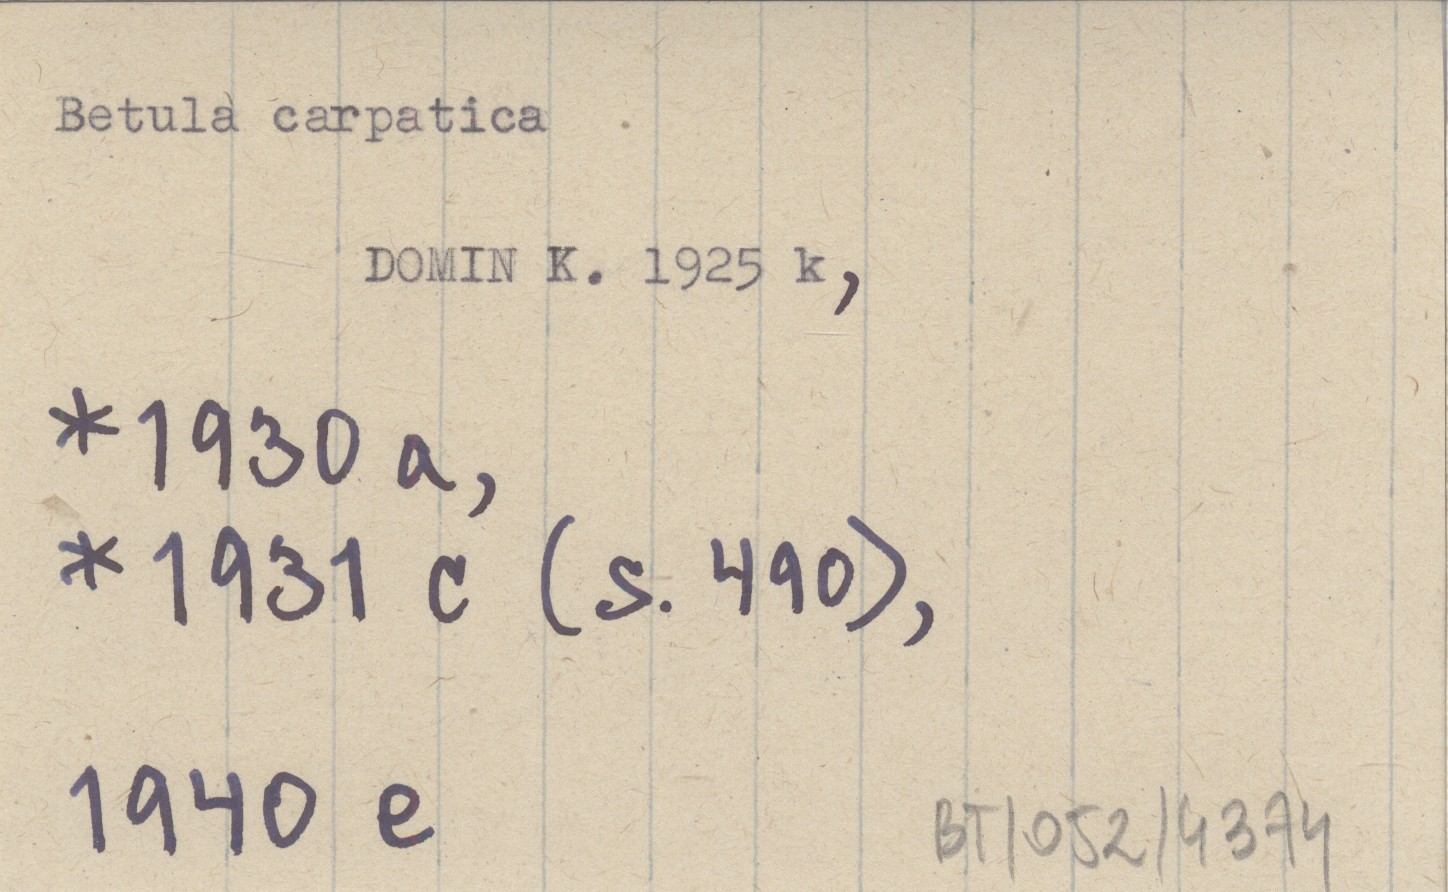 Betula carpatica
DOMIN K. 1925 k,
*1930 a,
*1931 c (s. 490),
1940 e
BT/052/4374